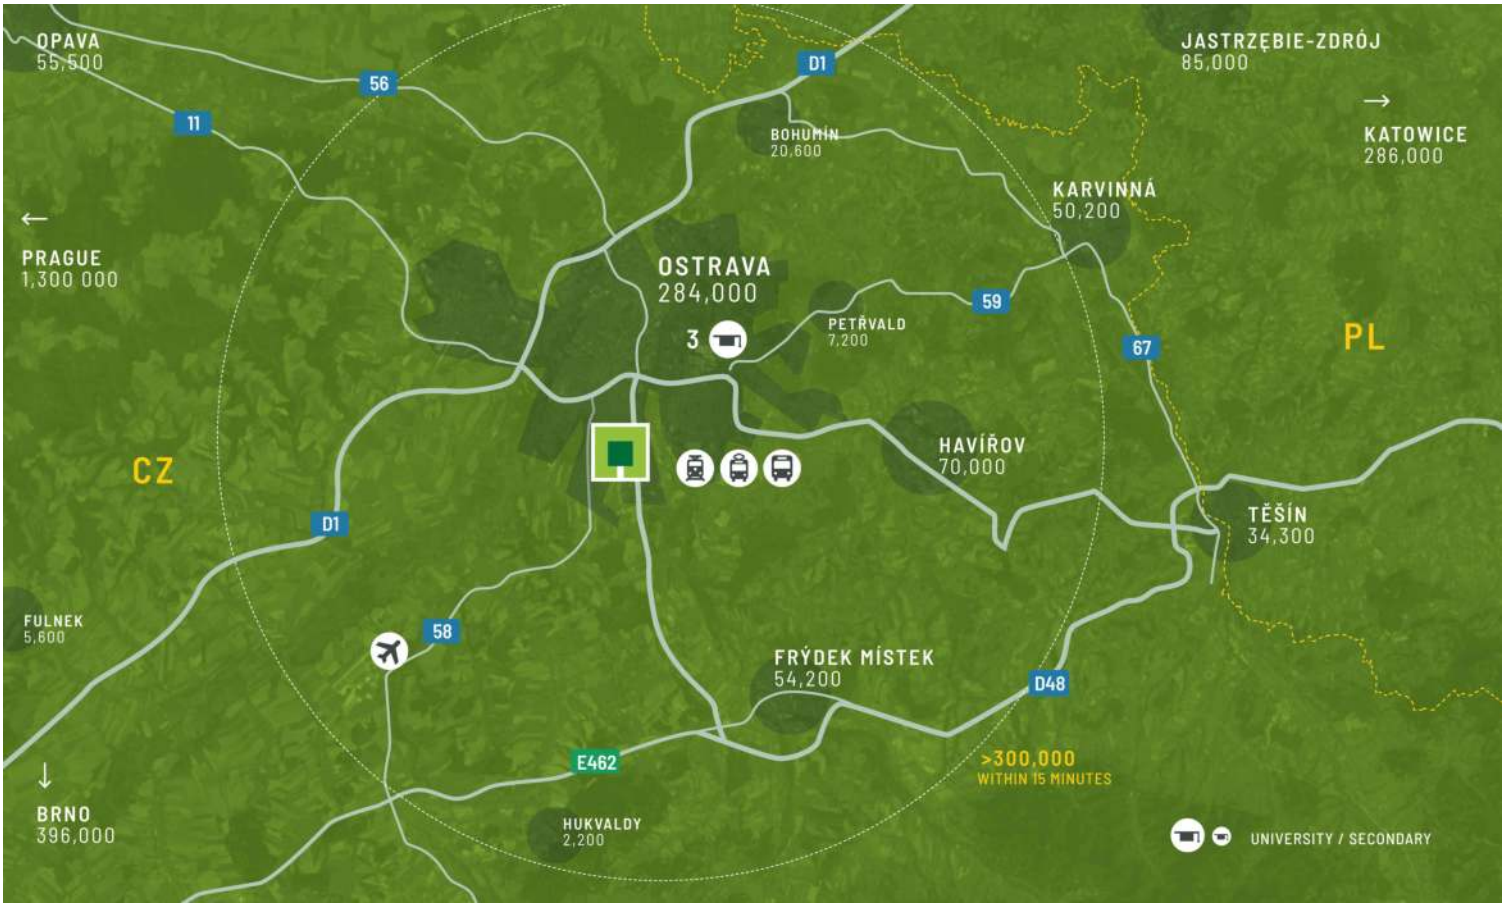 OPAVA
55,500
56
11
D1
JASTRZĘBIE-ZDRÓJ
85,000
KATOWICE
286,000
BOHUMÍN
20,600
KARVINNÁ
50,200
PRAGUE
1,300 000
OSTRAVA
284,000
3
PETŘVALD
7,200
59
67
PL
CZ
HAVÍŘOV
70,000
D1
TĚŠÍN
34,300
FULNEK
5,600
58
FRÝDEK MÍSTEK
54,200
D48
E462
>300,000
WITHIN 15 MINUTES
BRNO
396,000
HUKVALDY
2,200
UNIVERSITY / SECONDARY